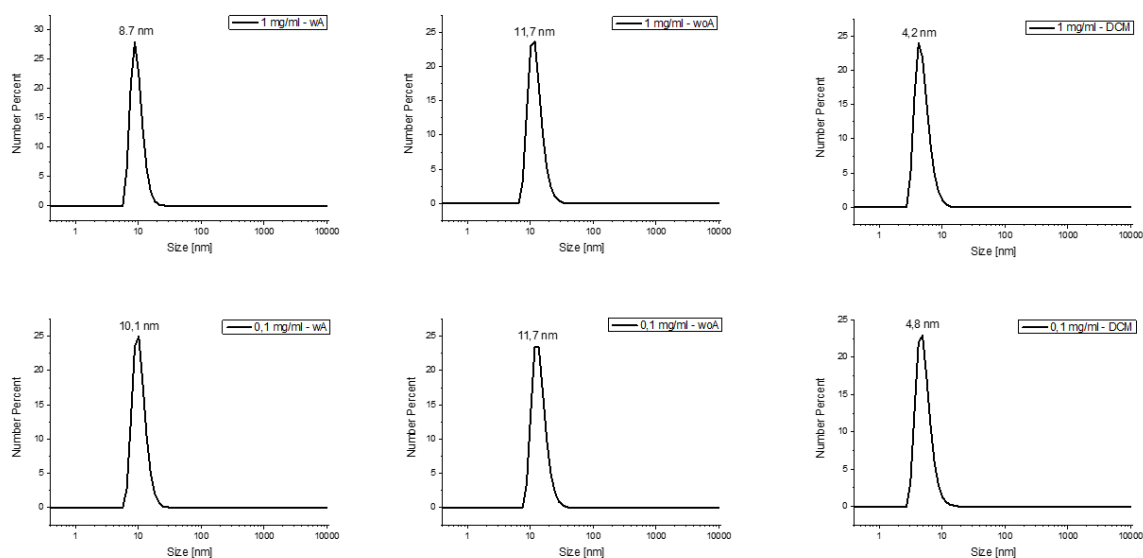 1 mg/ml - wA
8.7 nm
Number Percent
30
25
20
15
10
5
0
1
10
100
1000
10000
Size [nm]
1 mg/ml - woA
11,7 nm
Number Percent
25
20
15
10
5
0
1
10
100
1000
10000
Size [nm]
1 mg/ml - DCM
4,2 nm
Number Percent
25
20
15
10
5
0
1
10
100
1000
10000
Size [nm]
0,1 mg/ml - wA
10,1 nm
Number Percent
25
20
15
10
5
0
1
10
100
1000
10000
Size [nm]
0,1 mg/ml - woA
11,7 nm
Number Percent
25
20
15
10
5
0
1
10
100
1000
10000
Size [nm]
0,1 mg/ml - DCM
4,8 nm
Number Percent
25
20
15
10
5
0
1
10
100
1000
10000
Size [nm]